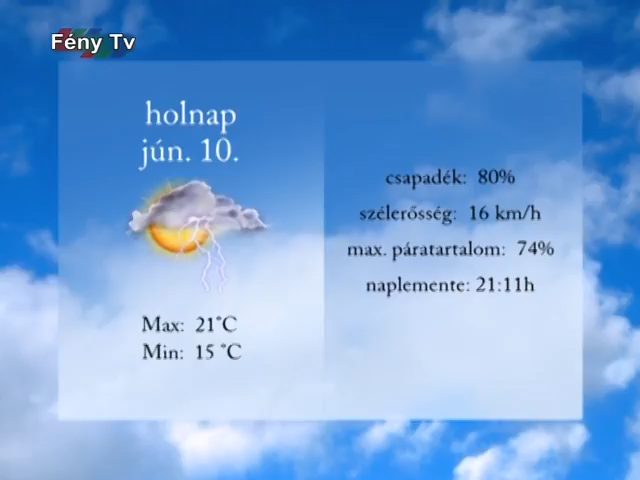 Fény Tv
holnap
jún. 10.
Max: 21°C
Min: 15 °C
csapadék: 80%
szélerősség: 16 km/h
max. páratartalom: 74%
naplemente: 21:11h